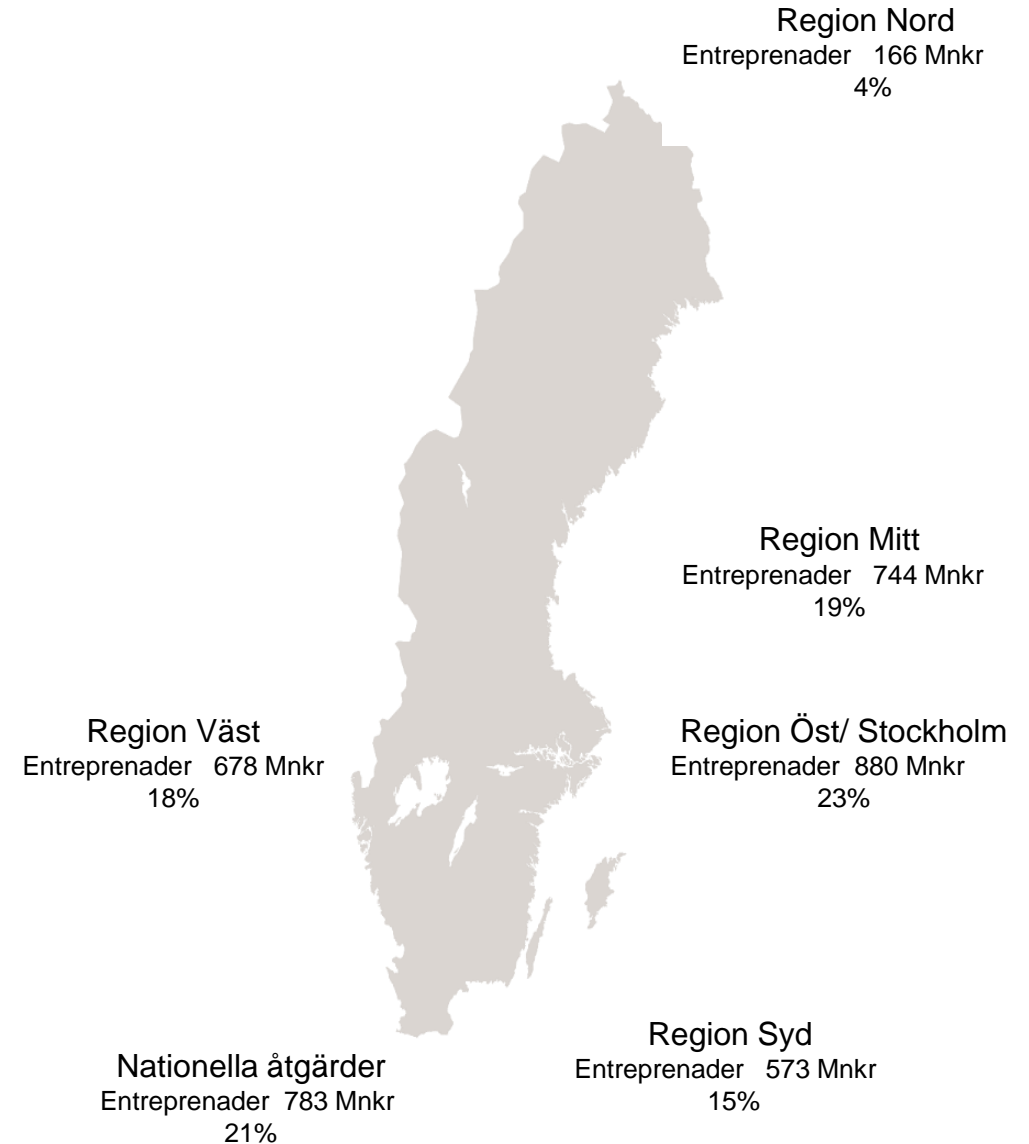 Region Nord
Entreprenader 166 Mnkr
4%
Region Mitt
Entreprenader 744 Mnkr
19%
Region Väst
Entreprenader 678 Mnkr
18%
Region Öst/ Stockholm
Entreprenader 880 Mnkr
23%
Region Syd
Entreprenader 573 Mnkr
15%
Nationella åtgärder
Entreprenader 783 Mnkr
21%